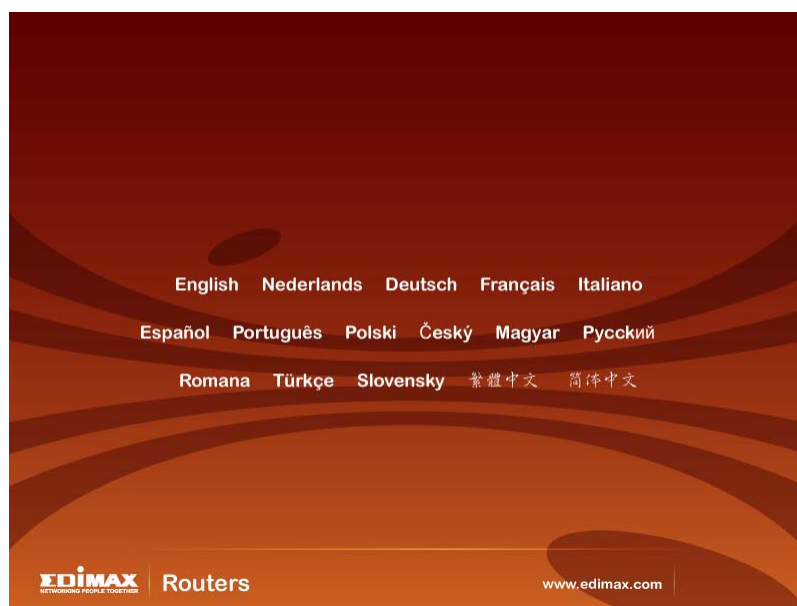 English Nederlands Deutsch Français Italiano
Español Português Polski Český Magyar Русский
Romana Türkçe Slovensky 繁體中文 简体中文
EDIMAX Routers www.edimax.com
NETWORKING PEOPLE TOGETHER